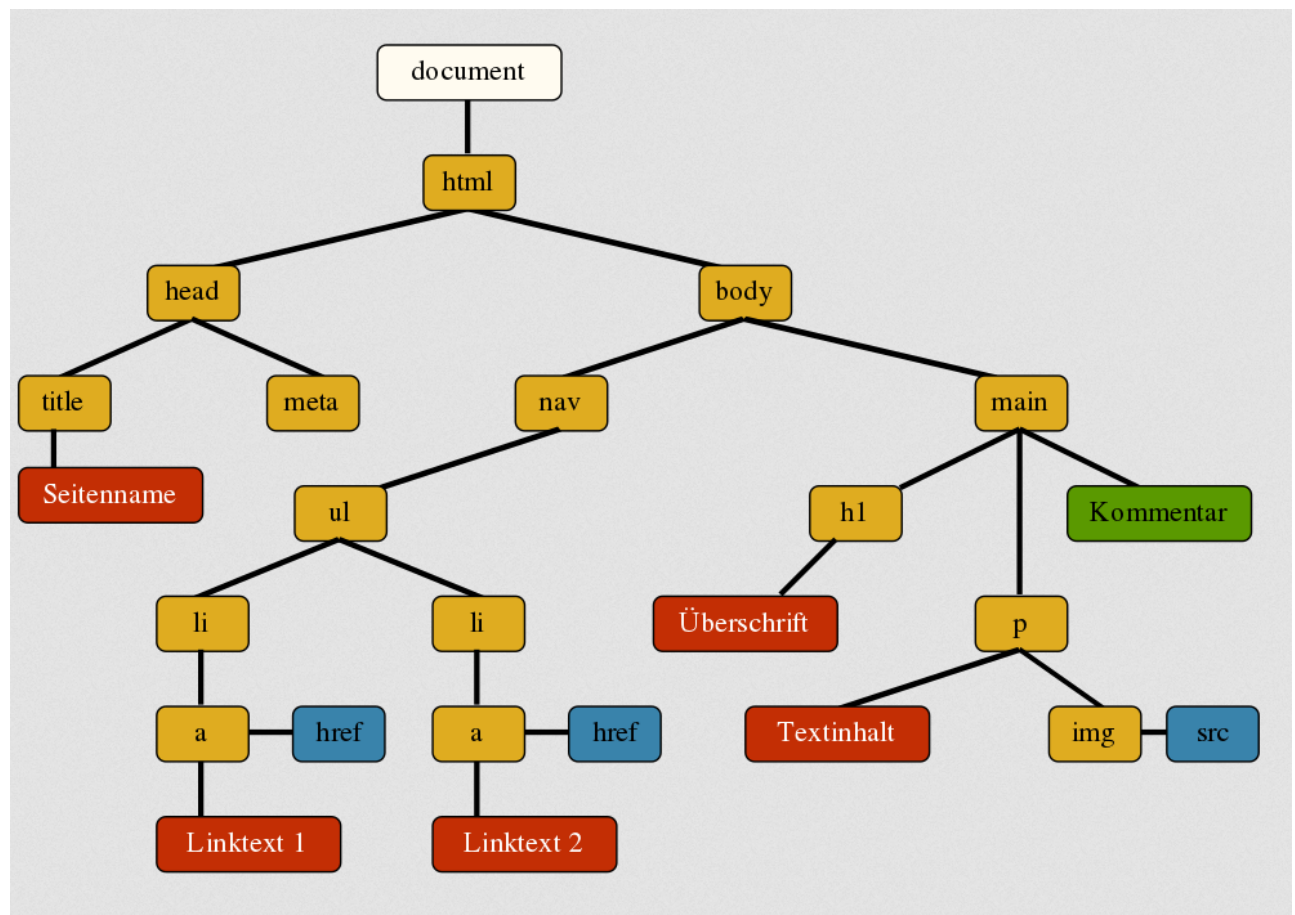 document
html
head
body
title
meta
nav
main
Seitenname
ul
h1
Kommentar
li
li
Überschrift
p
a
href
a
href
Textinhalt
img
src
Linktext 1
Linktext 2